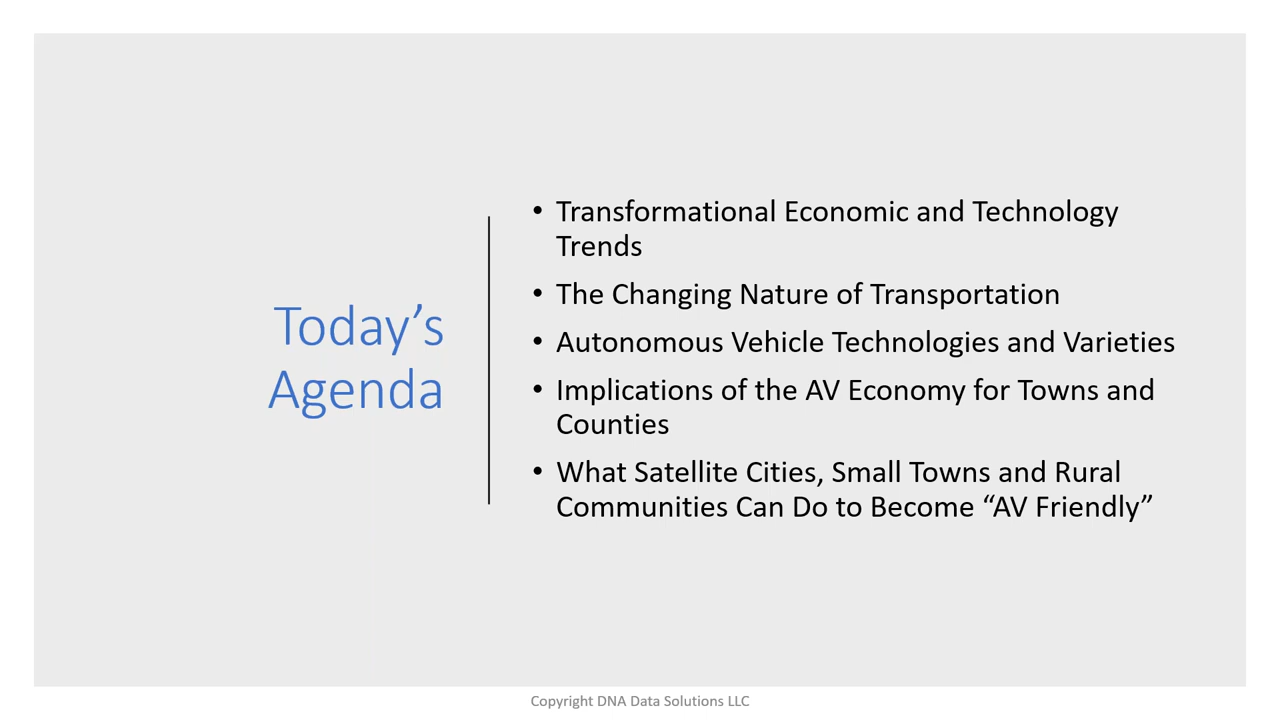 Today’s
Agenda
• Transformational Economic and Technology
Trends
• The Changing Nature of Transportation
• Autonomous Vehicle Technologies and Varieties
• Implications of the AV Economy for Towns and
Counties
• What Satellite Cities, Small Towns and Rural
Communities Can Do to Become “AV Friendly”
Copyright DNA Data Solutions LLC